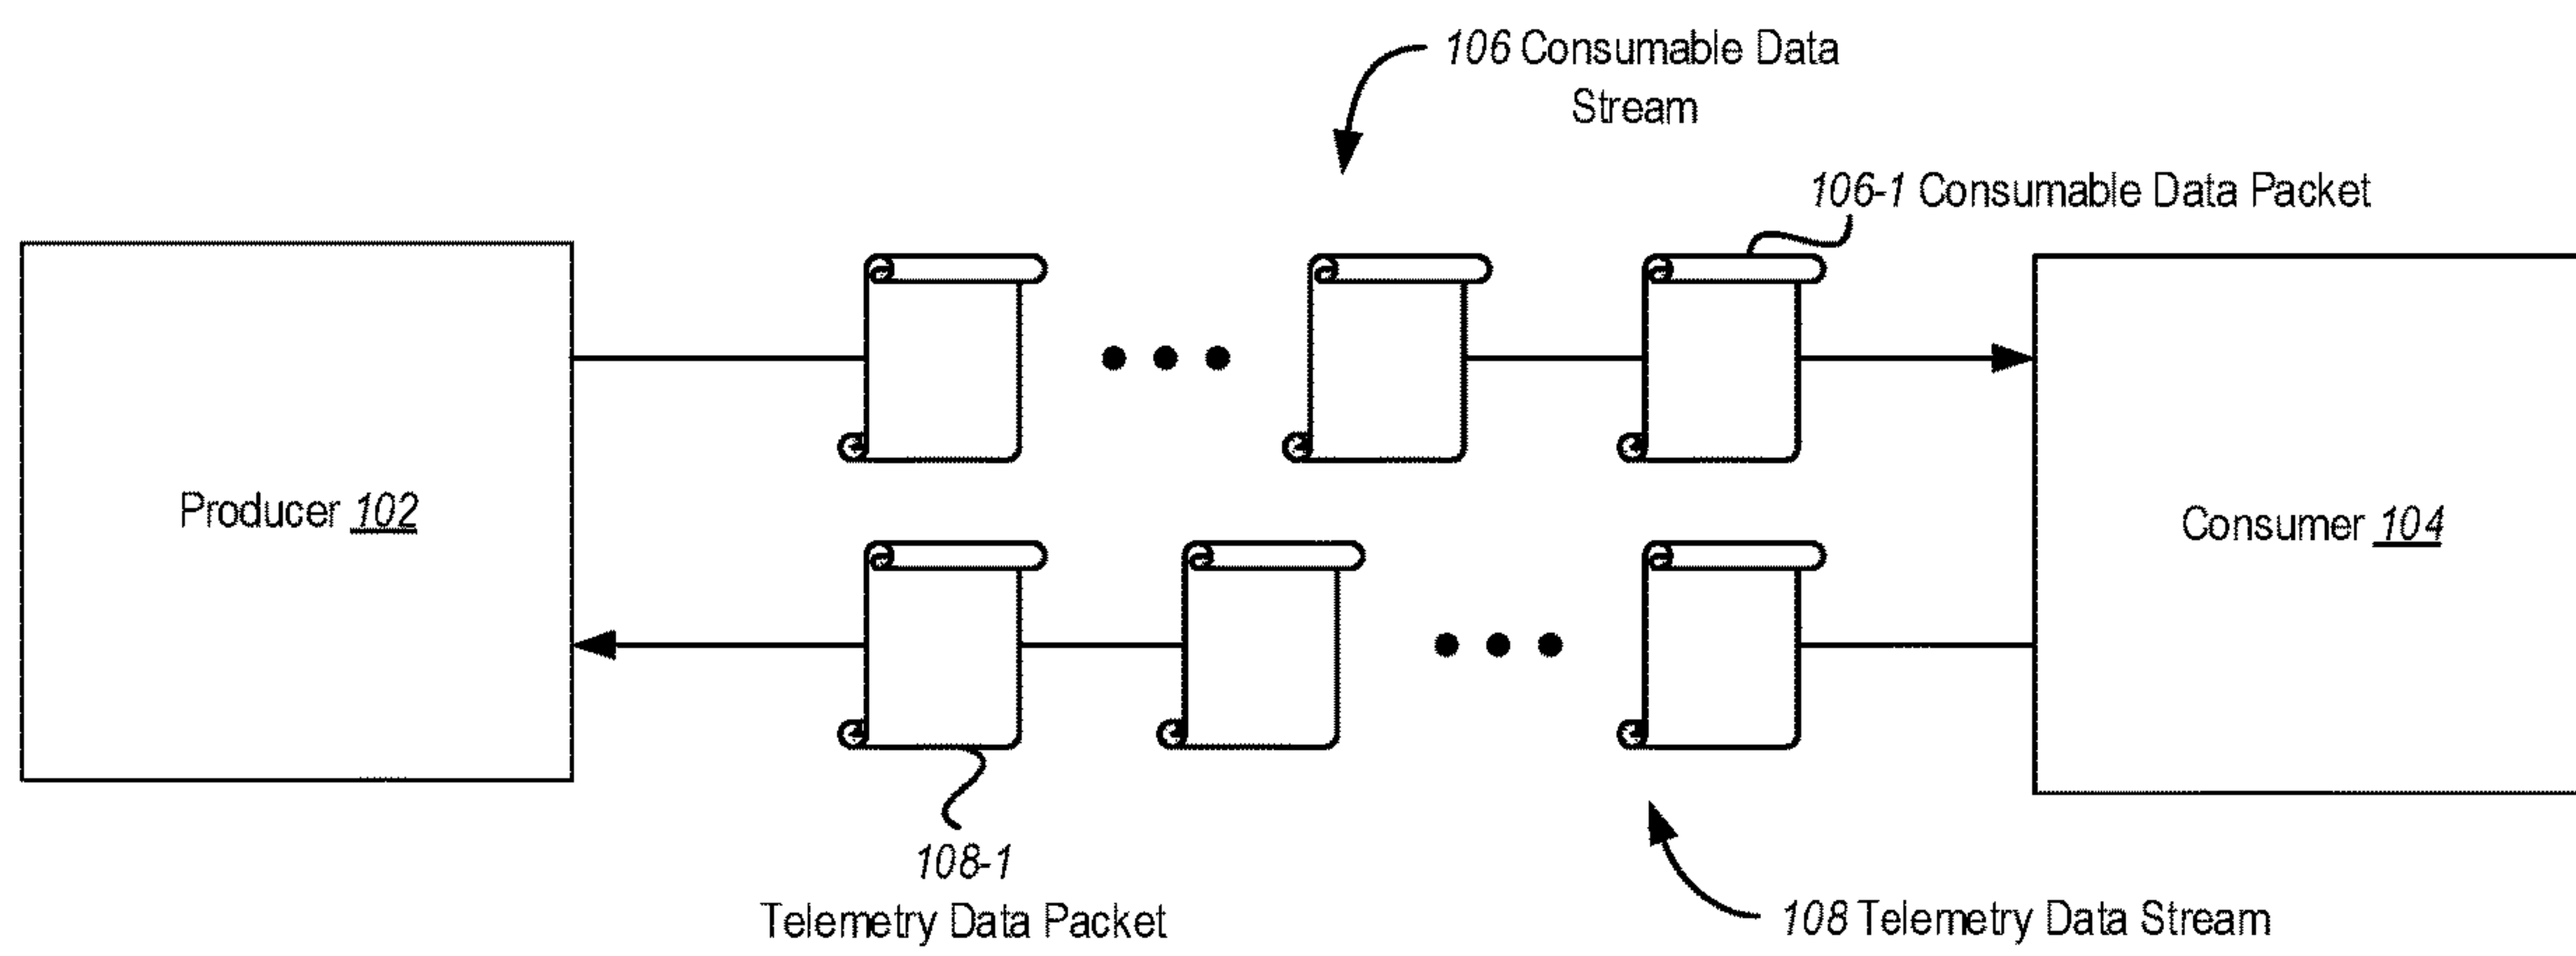 106 Consumable Data
Stream
106-1 Consumable Data Packet
Producer 102
Consumer 104
108-1
Telemetry Data Packet
108 Telemetry Data Stream